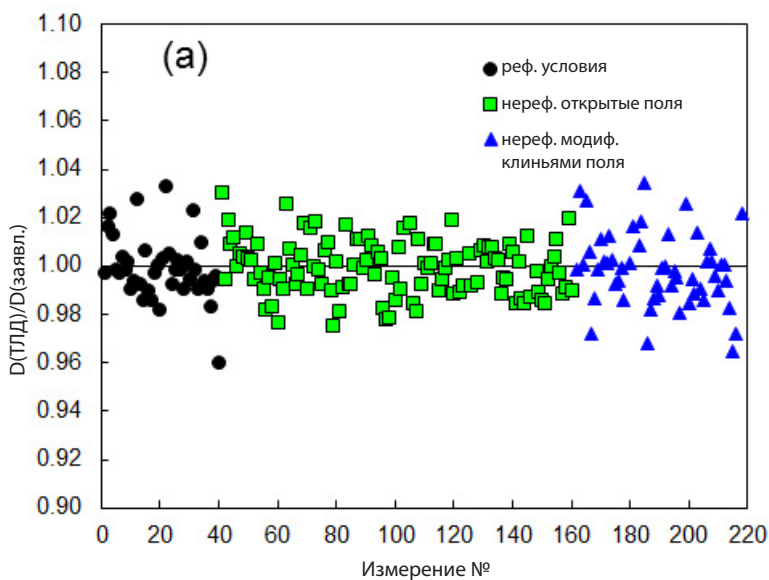 1.10
1.08
1.06
1.04
1.02
1.00
0.98
0.96
0.94
0.92
0.90
D(ТЛД)/D(заявл.)
(a)
реф. условия
нереф. открытые поля
нереф. модиф.
клиньями поля
0 20 40 60 80 100 120 140 160 180 200 220
Измерение №